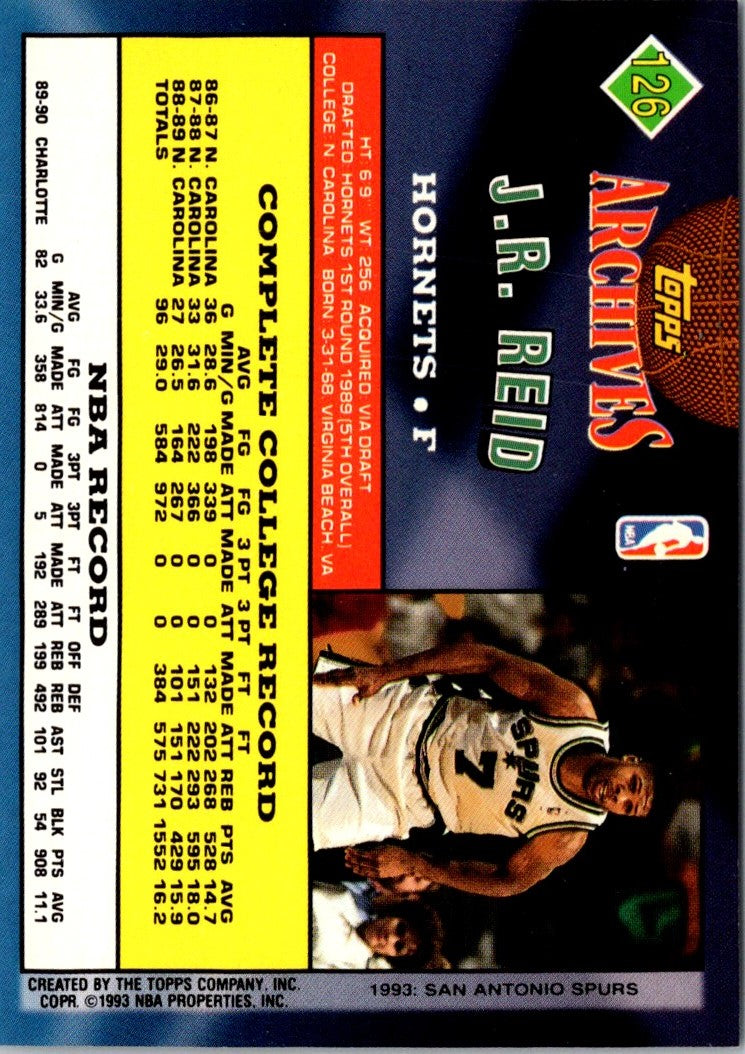 126
topps
ARCHIVES
NBA
J.R. REID
HORNETS • F
HT: 6'9" WT: 256 ACQUIRED: VIA DRAFT
DRAFTED: HORNETS 1ST ROUND 1989 (5TH OVERALL)
COLLEGE: N. CAROLINA BORN: 3-31-68 VIRGINIA BEACH, VA
SPURS
7
COMPLETE COLLEGE RECORD
AVG FG FG 3 PT 3 PT FT FT
G MIN/G MADE ATT MADE ATT MADE ATT REB PTS AVG
86-87 N. CAROLINA 36 28.6 198 339 0 0 132 202 268 528 14.7
87-88 N. CAROLINA 33 31.6 222 366 0 0 151 222 293 595 18.0
88-89 N. CAROLINA 27 26.5 164 267 0 0 101 151 170 429 15.9
TOTALS 96 29.0 584 972 0 0 384 575 731 1552 16.2
NBA RECORD
AVG FG FG 3PT 3PT FT FT OFF DEF
G MIN/G MADE ATT MADE ATT MADE ATT REB REB AST STL BLK PTS AVG
89-90 CHARLOTTE 82 33.6 358 814 0 5 192 289 199 492 101 92 54 908 11.1
1993: SAN ANTONIO SPURS
CREATED BY THE TOPPS COMPANY, INC.
COPR. ©1993 NBA PROPERTIES, INC.